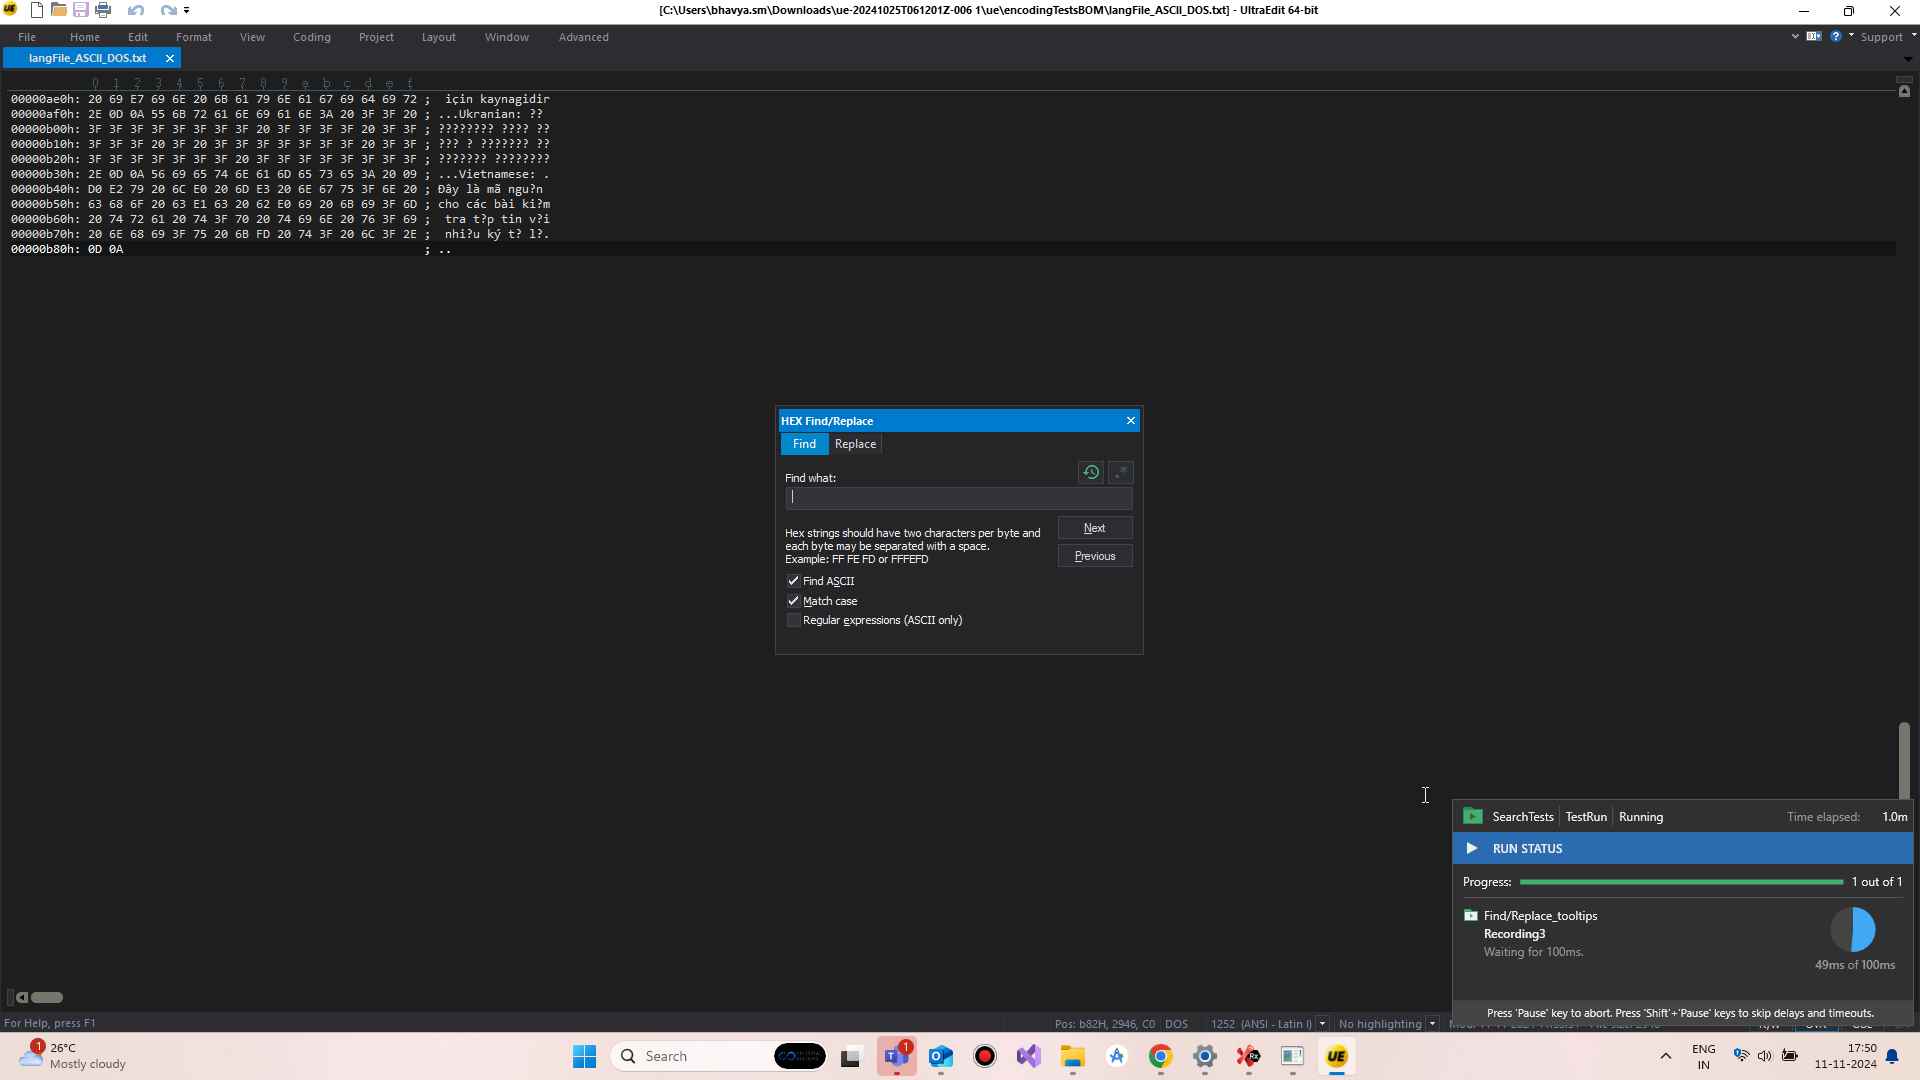 [C:\Users\bhavya.sm\Downloads\ue-20241025T061201Z-006 1\ue\encodingTestsBOM\langFile_ASCII_DOS.txt] - UltraEdit 64-bit
File Home Edit Format View Coding Project Layout Window Advanced Support
langFile_ASCII_DOS.txt
0 1 2 3 4 5 6 7 8 9 a b c d e f
00000ae0h: 20 69 E7 69 6E 20 6B 61 79 6E 61 67 69 64 69 72 ;  için kaynagidir
00000af0h: 2E 0D 0A 55 6B 72 61 6E 69 61 6E 3A 20 3F 3F 20 ; ...Ukranian: ??
00000b00h: 3F 3F 3F 3F 3F 3F 3F 3F 20 3F 3F 3F 3F 20 3F 3F ; ???????? ???? ??
00000b10h: 3F 3F 3F 20 3F 20 3F 3F 3F 3F 3F 3F 3F 20 3F 3F ; ??? ? ??????? ??
00000b20h: 3F 3F 3F 3F 3F 3F 3F 20 3F 3F 3F 3F 3F 3F 3F 3F ; ??????? ????????
00000b30h: 2E 0D 0A 56 69 65 74 6E 61 6D 65 73 65 3A 20 09 ; ...Vietnamese: .
00000b40h: D0 E2 79 20 6C E0 20 6D E3 20 6E 67 75 3F 6E 20 ; Ðây là mã ngu?n
00000b50h: 63 68 6F 20 63 E1 63 20 62 E0 69 20 6B 69 3F 6D ; cho các bài ki?m
00000b60h: 20 74 72 61 20 74 3F 70 20 74 69 6E 20 76 3F 69 ;  tra t?p tin v?i
00000b70h: 20 6E 68 69 3F 75 20 6B FD 20 74 3F 20 6C 3F 2E ;  nhi?u ký t? l?.
00000b80h: 0D 0A ; ..
HEX Find/Replace
Find Replace
Find what:
Hex strings should have two characters per byte and
each byte may be separated with a space.
Example: FF FE FD or FFFEFD
Next
Previous
Find ASCII
Match case
Regular expressions (ASCII only)
SearchTests TestRun Running Time elapsed: 1.0m
RUN STATUS
Progress: 1 out of 1
Find/Replace_tooltips
Recording3
Waiting for 100ms.
49ms of 100ms
Press 'Pause' key to abort. Press 'Shift'+'Pause' keys to skip delays and timeouts.
For Help, press F1
Pos: b82H, 2946, C0 DOS 1252 (ANSI - Latin I) No highlighting
26°C
Mostly cloudy
Search
1
UE
ENG
IN
17:50
11-11-2024